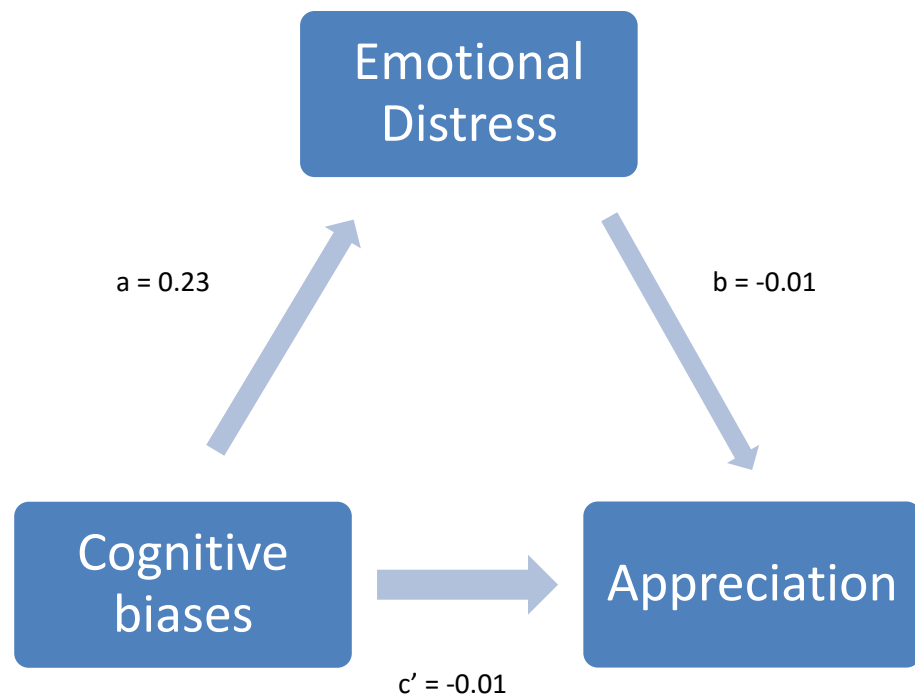 Emotional
Distress
a = 0.23
b = -0.01
Cognitive
biases
Appreciation
c’ = -0.01